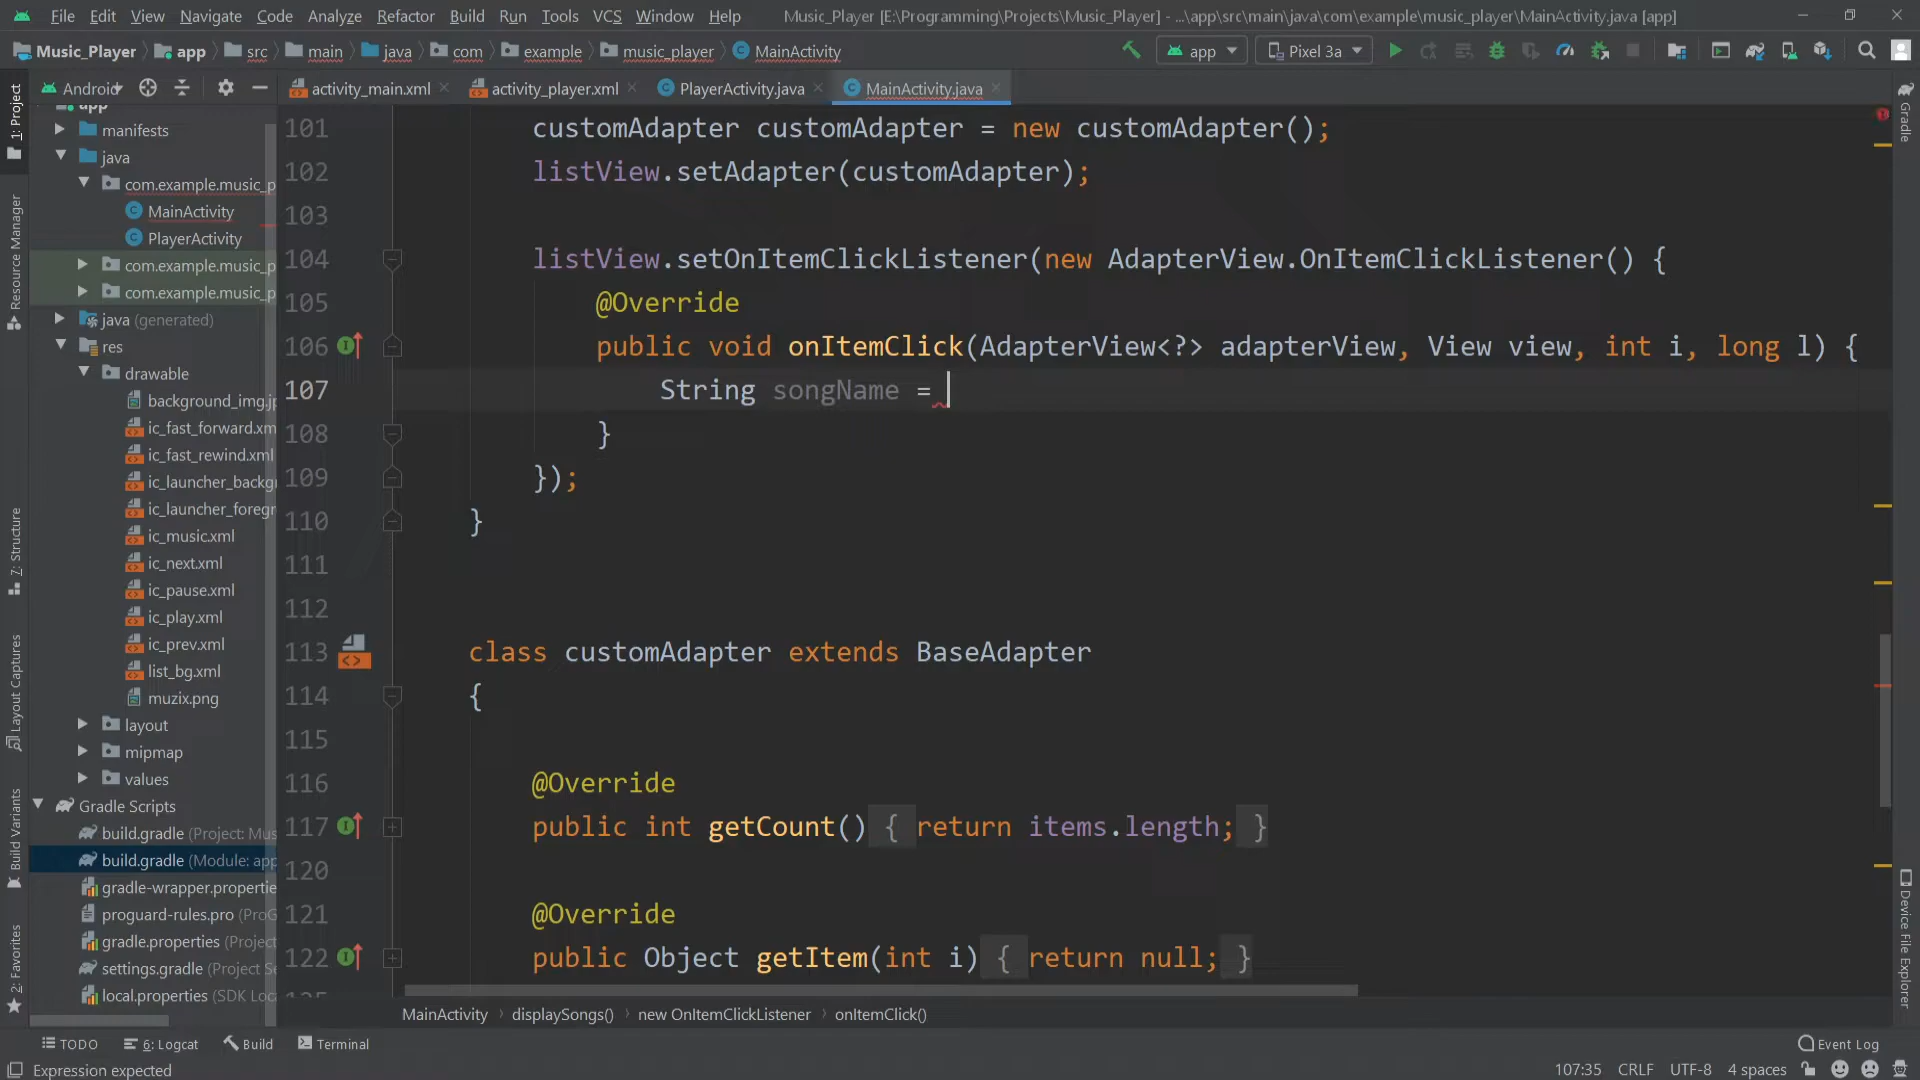 File Edit View Navigate Code Analyze Refactor Build Run Tools VCS Window Help Music_Player [E:\Programming\Projects\Music_Player] - ...\app\src\main\java\com\example\music_player\MainActivity.java [app]
Music_Player app src main java com example music_player MainActivity app Pixel 3a
Android activity_main.xml activity_player.xml PlayerActivity.java MainActivity.java
1: Project
Resource Manager
7: Structure
Layout Captures
Build Variants
2: Favorites
app
manifests
java
com.example.music_p
MainActivity
PlayerActivity
com.example.music_p
com.example.music_p
java (generated)
res
drawable
background_img.jp
ic_fast_forward.xm
ic_fast_rewind.xml
ic_launcher_backgr
ic_launcher_foregr
ic_music.xml
ic_next.xml
ic_pause.xml
ic_play.xml
ic_prev.xml
list_bg.xml
muzix.png
layout
mipmap
values
Gradle Scripts
build.gradle (Project: Mus
build.gradle (Module: app
gradle-wrapper.propertie
proguard-rules.pro (ProG
gradle.properties (Project
settings.gradle (Project Se
local.properties (SDK Loc
101 customAdapter customAdapter = new customAdapter();
102 listView.setAdapter(customAdapter);
103
104 listView.setOnItemClickListener(new AdapterView.OnItemClickListener() {
105 @Override
106 public void onItemClick(AdapterView<?> adapterView, View view, int i, long l) {
107 String songName =
108 }
109 });
110 }
111
112
113 class customAdapter extends BaseAdapter
114 {
115
116 @Override
117 public int getCount() { return items.length; }
120
121 @Override
122 public Object getItem(int i) { return null; }
Gradle
Device File Explorer
MainActivity displaySongs() new OnItemClickListener onItemClick()
TODO 6: Logcat Build Terminal Event Log
Expression expected 107:35 CRLF UTF-8 4 spaces